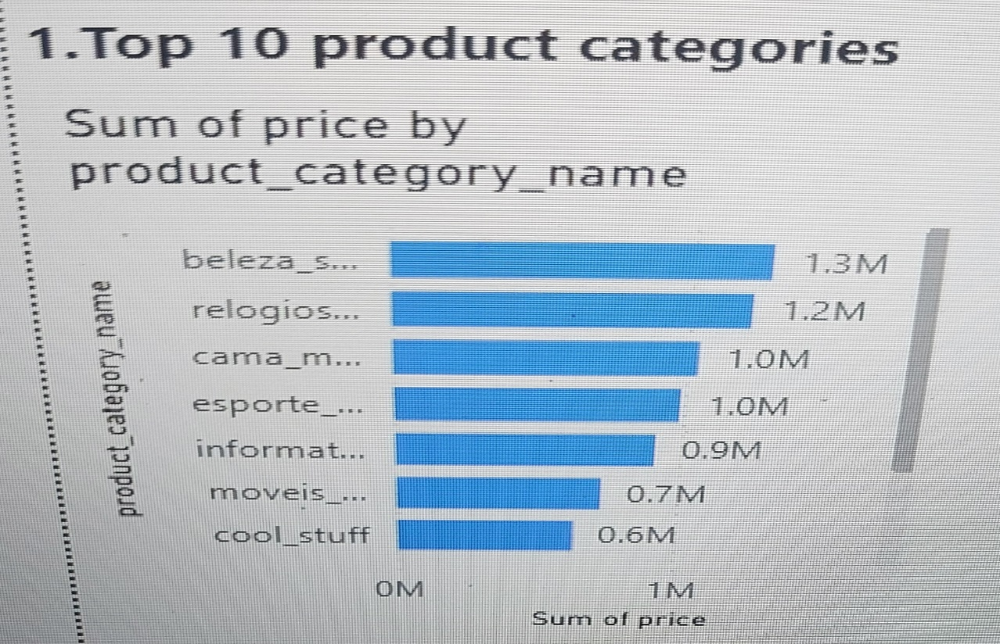 1.Top 10 product categories
Sum of price by
product_category_name
product_category_name
beleza_s... 1.3M
relogios... 1.2M
cama_m... 1.0M
esporte_... 1.0M
informat... 0.9M
moveis_... 0.7M
cool_stuff 0.6M
0M 1M
Sum of price